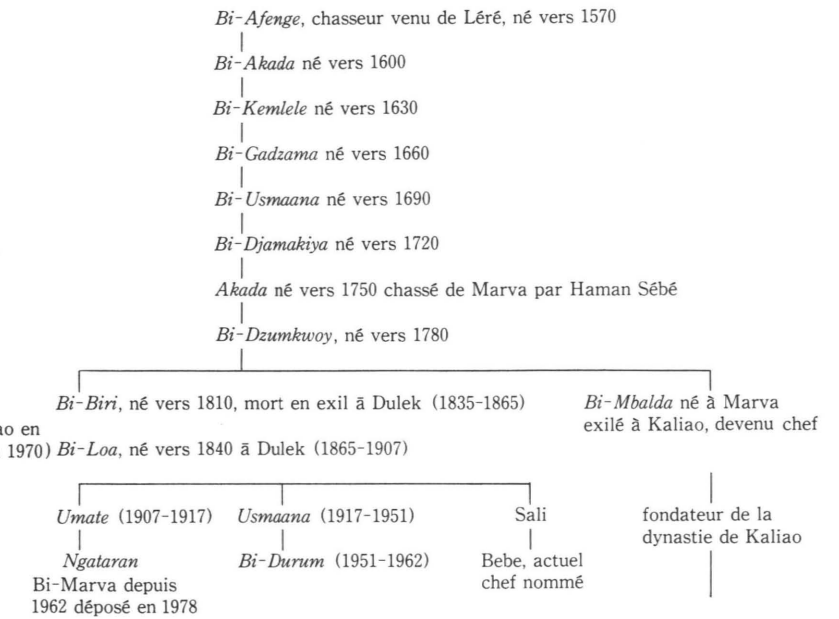 Bi-Afenge, chasseur venu de Léré, né vers 1570
Bi-Akada né vers 1600
Bi-Kemlele né vers 1630
Bi-Gadzama né vers 1660
Bi-Usmaana né vers 1690
Bi-Djamakiya né vers 1720
Akada né vers 1750 chassé de Marva par Haman Sébé
Bi-Dzumkwoy, né vers 1780
Bi-Biri, né vers 1810, mort en exil ā Dulek (1835-1865)
Bi-Mbalda né à Marva
exilé à Kaliao, devenu chef
ao en
1970) Bi-Loa, né vers 1840 ā Dulek (1865-1907)
Umate (1907-1917) Usmaana (1917-1951) Sali
fondateur de la
dynastie de Kaliao
Ngataran Bi-Durum (1951-1962) Bebe, actuel
Bi-Marva depuis chef nommé
1962 déposé en 1978